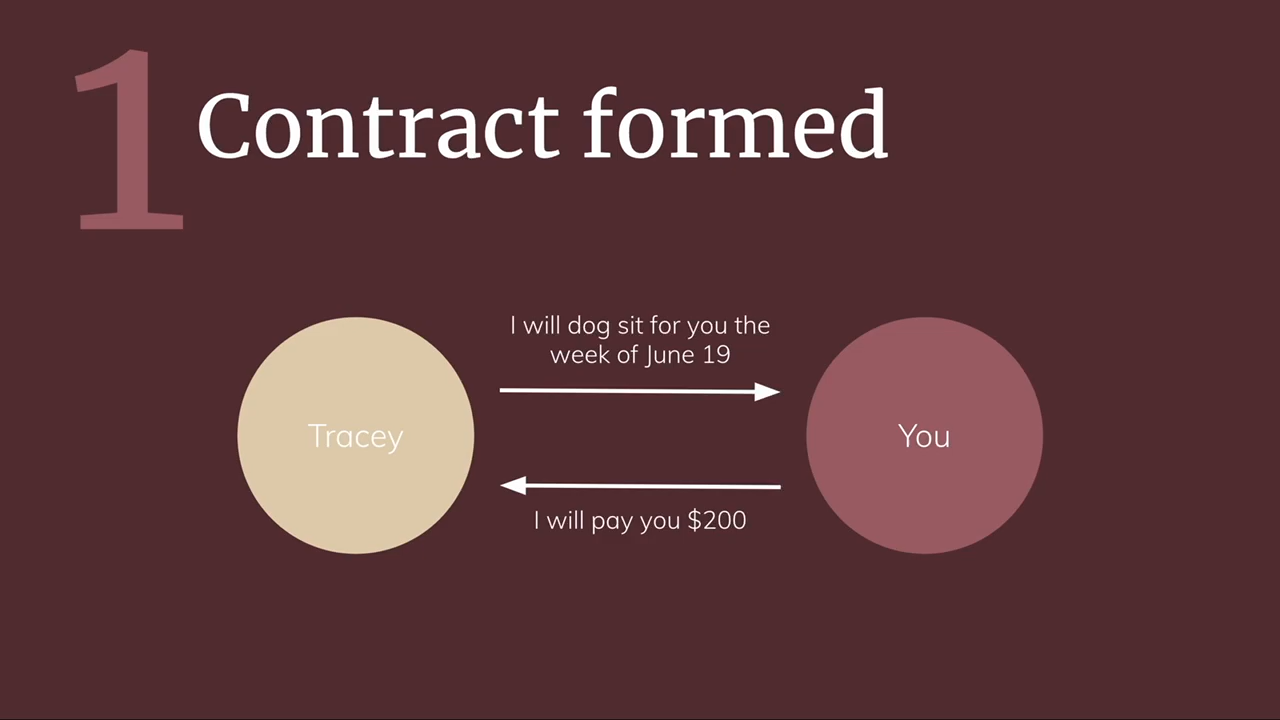 1
Contract formed
I will dog sit for you the
week of June 19
Tracey
You
I will pay you $200